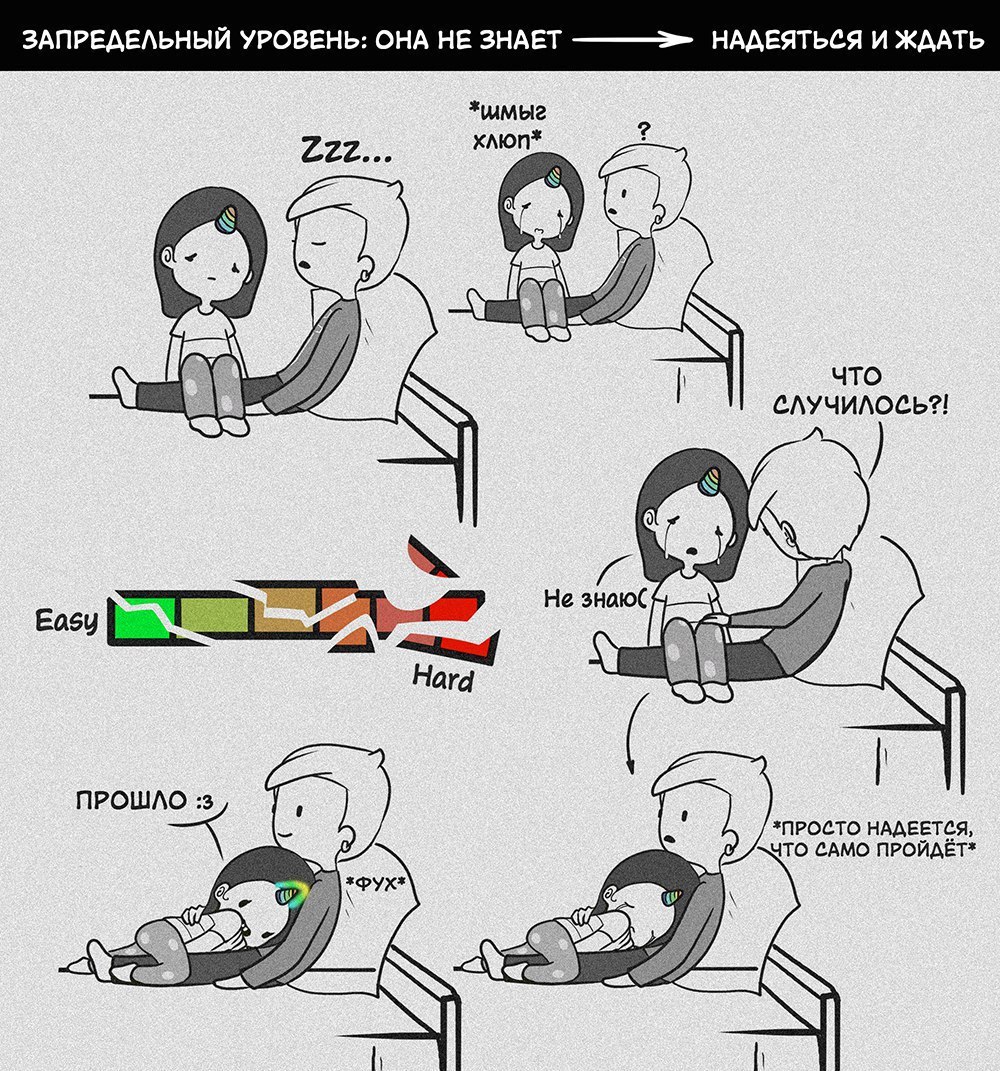 ЗАПРЕДЕЛЬНЫЙ УРОВЕНЬ: ОНА НЕ ЗНАЕТ → НАДЕЯТЬСЯ И ЖДАТЬ
Zzz...
*шмыг
хлюп*
?
ЧТО
СЛУЧИЛОСЬ?!
Не знаю(
Easy
Hard
*ПРОСТО НАДЕЕТСЯ,
ЧТО САМО ПРОЙДЁТ*
ПРОШЛО :з
*ФУХ*